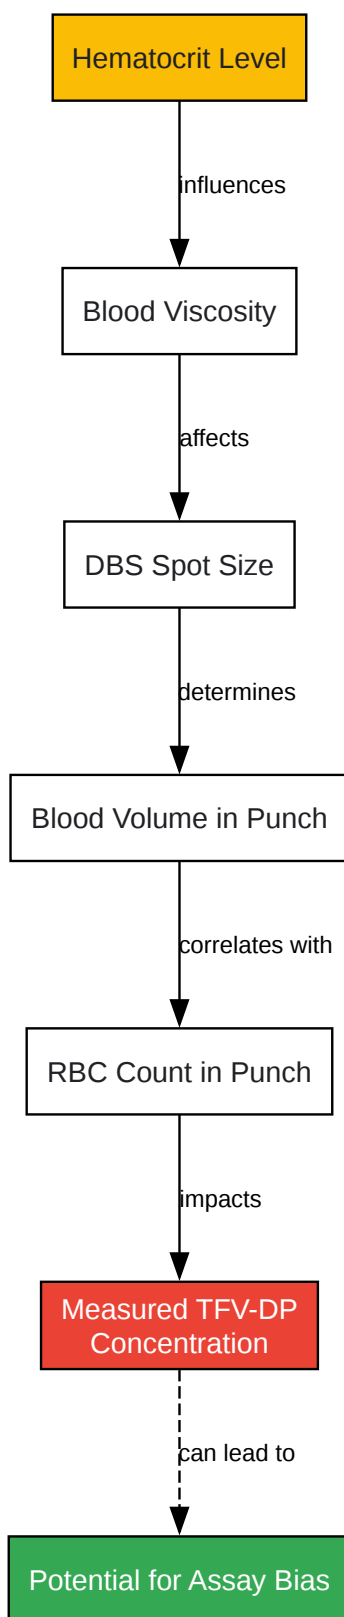 Hematocrit Level
influences
Blood Viscosity
affects
DBS Spot Size
determines
Blood Volume in Punch
correlates with
RBC Count in Punch
impacts
Measured TFV-DP
Concentration
can lead to
Potential for Assay Bias